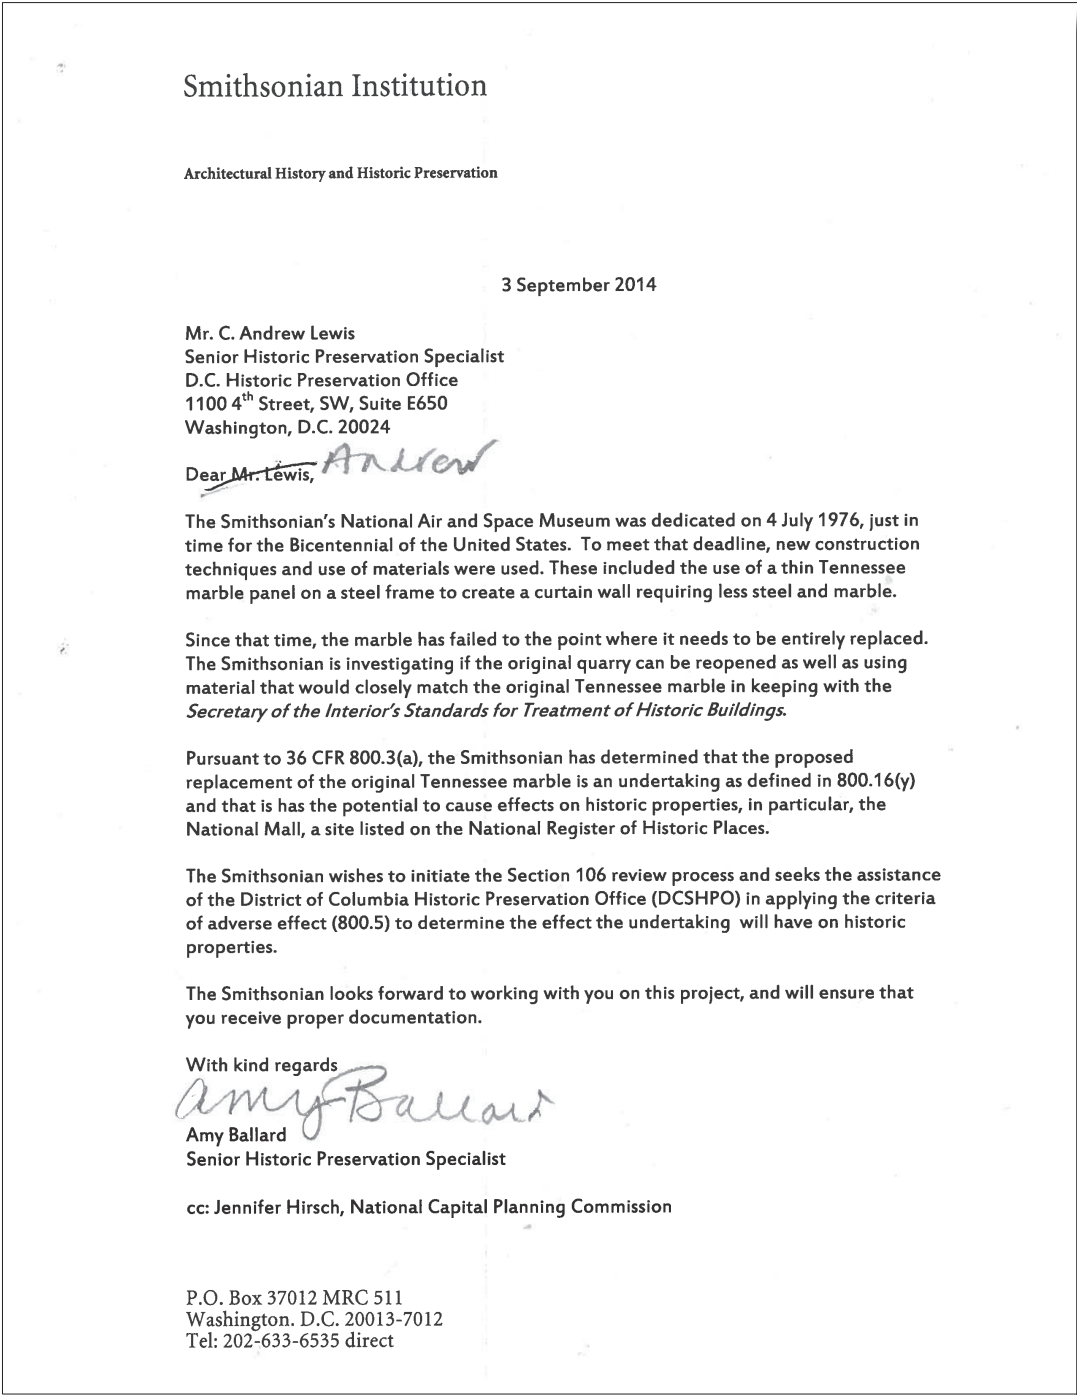 Smithsonian Institution
Architectural History and Historic Preservation
3 September 2014
Mr. C. Andrew Lewis
Senior Historic Preservation Specialist
D.C. Historic Preservation Office
1100 4th Street, SW, Suite E650
Washington, D.C. 20024
Dear Mr. Lewis, Andrew
The Smithsonian's National Air and Space Museum was dedicated on 4 July 1976, just in
time for the Bicentennial of the United States. To meet that deadline, new construction
techniques and use of materials were used. These included the use of a thin Tennessee
marble panel on a steel frame to create a curtain wall requiring less steel and marble.
Since that time, the marble has failed to the point where it needs to be entirely replaced.
The Smithsonian is investigating if the original quarry can be reopened as well as using
material that would closely match the original Tennessee marble in keeping with the
Secretary of the Interior's Standards for Treatment of Historic Buildings.
Pursuant to 36 CFR 800.3(a), the Smithsonian has determined that the proposed
replacement of the original Tennessee marble is an undertaking as defined in 800.16(y)
and that is has the potential to cause effects on historic properties, in particular, the
National Mall, a site listed on the National Register of Historic Places.
The Smithsonian wishes to initiate the Section 106 review process and seeks the assistance
of the District of Columbia Historic Preservation Office (DCSHPO) in applying the criteria
of adverse effect (800.5) to determine the effect the undertaking will have on historic
properties.
The Smithsonian looks forward to working with you on this project, and will ensure that
you receive proper documentation.
With kind regards
Amy Ballard
Amy Ballard
Senior Historic Preservation Specialist
cc: Jennifer Hirsch, National Capital Planning Commission
P.O. Box 37012 MRC 511
Washington. D.C. 20013-7012
Tel: 202-633-6535 direct